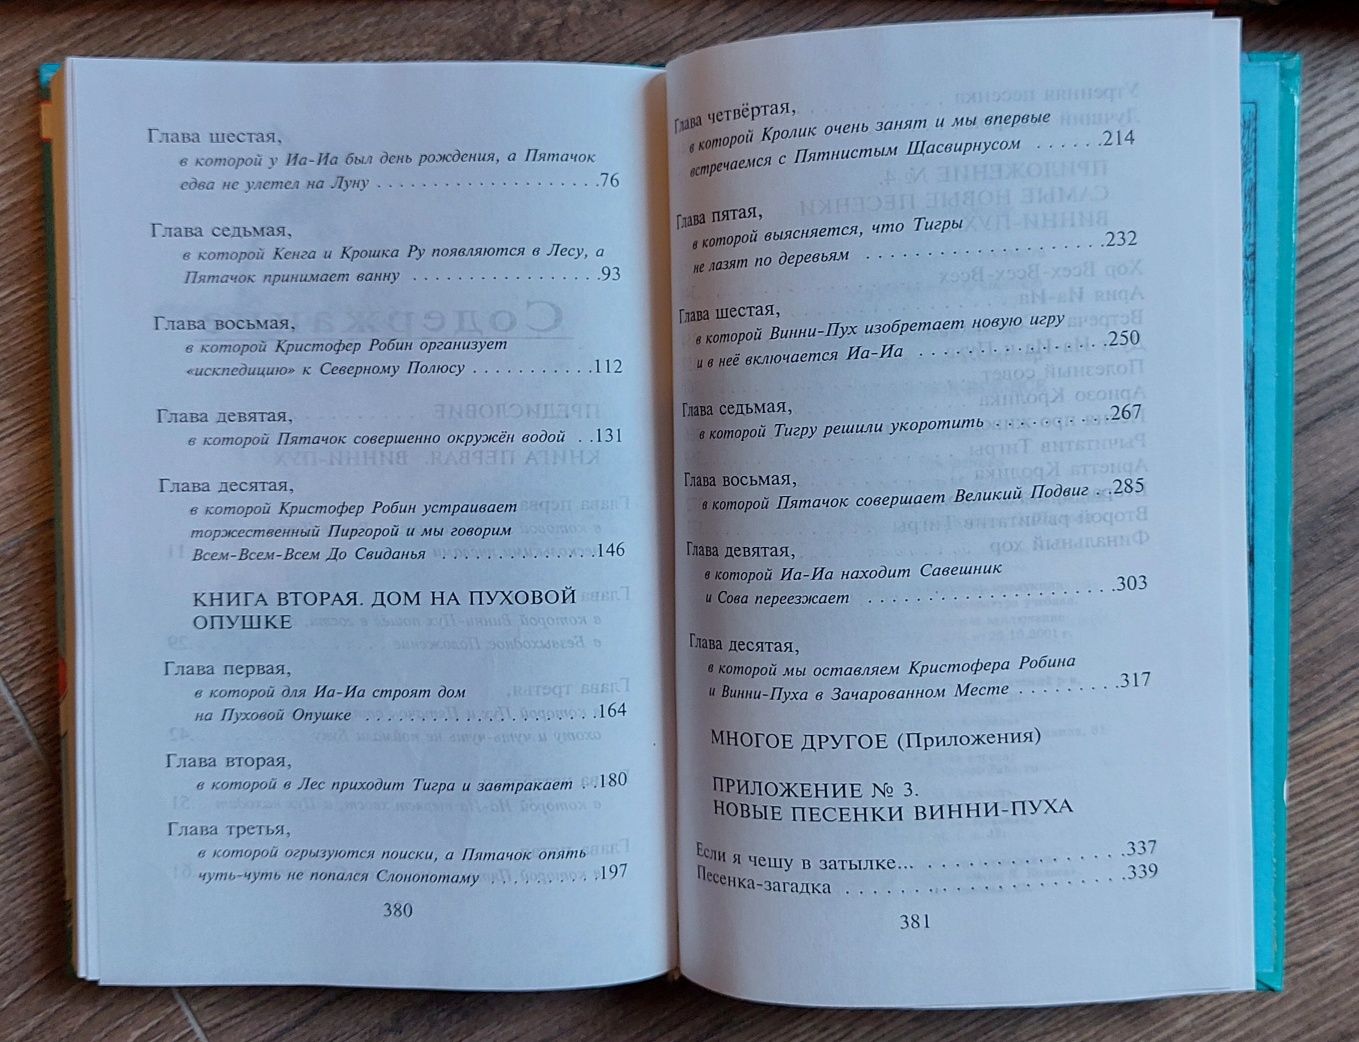 Глава шестая,
в которой у Иа-Иа был день рождения, а Пятачок
едва не улетел на Луну . . . . . . . . . . . . . . . . . . . .76
Глава седьмая,
в которой Кенга и Крошка Ру появляются в Лесу, а
Пятачок принимает ванну . . . . . . . . . . . . . . . . .93
Глава восьмая,
в которой Кристофер Робин организует
«искпедицию» к Северному Полюсу . . . . . . . . . . .112
Глава девятая,
в которой Пятачок совершенно окружён водой . .131
Глава десятая,
в которой Кристофер Робин устраивает
торжественный Пиргорой и мы говорим
Всем-Всем-Всем До Свиданья . . . . . . . . . . . . . . .146
КНИГА ВТОРАЯ. ДОМ НА ПУХОВОЙ
ОПУШКЕ
Глава первая,
в которой для Иа-Иа строят дом
на Пуховой Опушке . . . . . . . . . . . . . . . . . . . . .164
Глава вторая,
в которой в Лес приходит Тигра и завтракает . .180
Глава третья,
в которой огрызуются поиски, а Пятачок опять
чуть-чуть не попался Слонопотаму . . . . . . . . . .197
380
Глава четвёртая,
в которой Кролик очень занят и мы впервые
встречаемся с Пятнистым Щасвирнусом . . . . . .214
Глава пятая,
в которой выясняется, что Тигры
не лазят по деревьям . . . . . . . . . . . . . . . . . . .232
Глава шестая,
в которой Винни-Пух изобретает новую игру
и в неё включается Иа-Иа . . . . . . . . . . . . . . .250
Глава седьмая,
в которой Тигру решили укоротить . . . . . . . . .267
Глава восьмая,
в которой Пятачок совершает Великий Подвиг . .285
Глава девятая,
в которой Иа-Иа находит Савешник
и Сова переезжает . . . . . . . . . . . . . . . . . . . .303
Глава десятая,
в которой мы оставляем Кристофера Робина
и Винни-Пуха в Зачарованном Месте . . . . . . . . .317
МНОГОЕ ДРУГОЕ (Приложения)
ПРИЛОЖЕНИЕ № 3.
НОВЫЕ ПЕСЕНКИ ВИННИ-ПУХА
Если я чешу в затылке... . . . . . . . . . . . . . . . .337
Песенка-загадка . . . . . . . . . . . . . . . . . . . . . .339
381